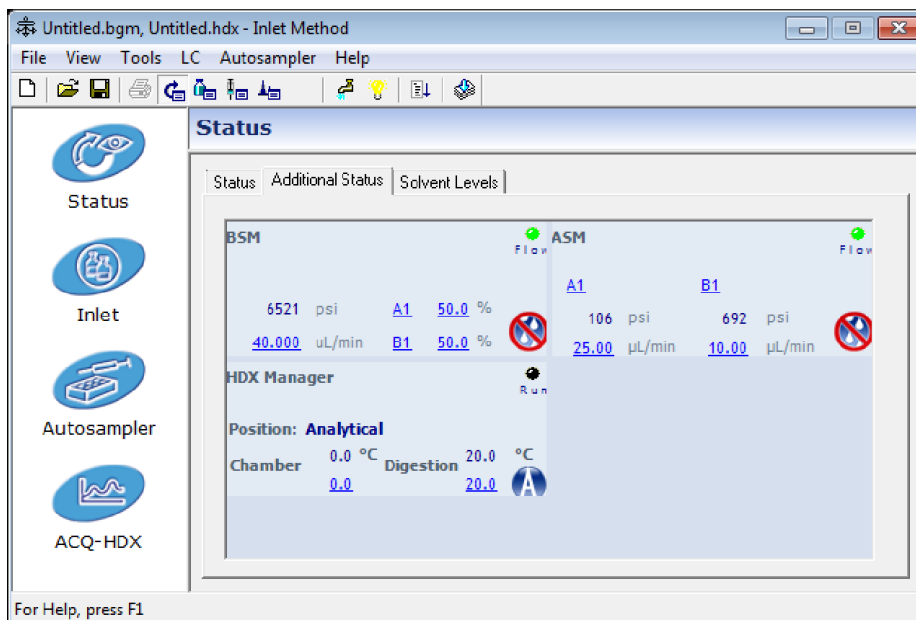 Untitled.bgm, Untitled.hdx - Inlet Method
File View Tools LC Autosampler Help
Status
Status Additional Status Solvent Levels
Status
Inlet
Autosampler
ACQ-HDX
BSM
Flow
6521 psi A1 50.0 %
40.000 uL/min B1 50.0 %
ASM
Flow
A1 B1
106 psi 692 psi
25.00 µL/min 10.00 µL/min
HDX Manager
Run
Position: Analytical
Chamber 0.0 °C Digestion 20.0 °C
0.0 20.0
A
For Help, press F1